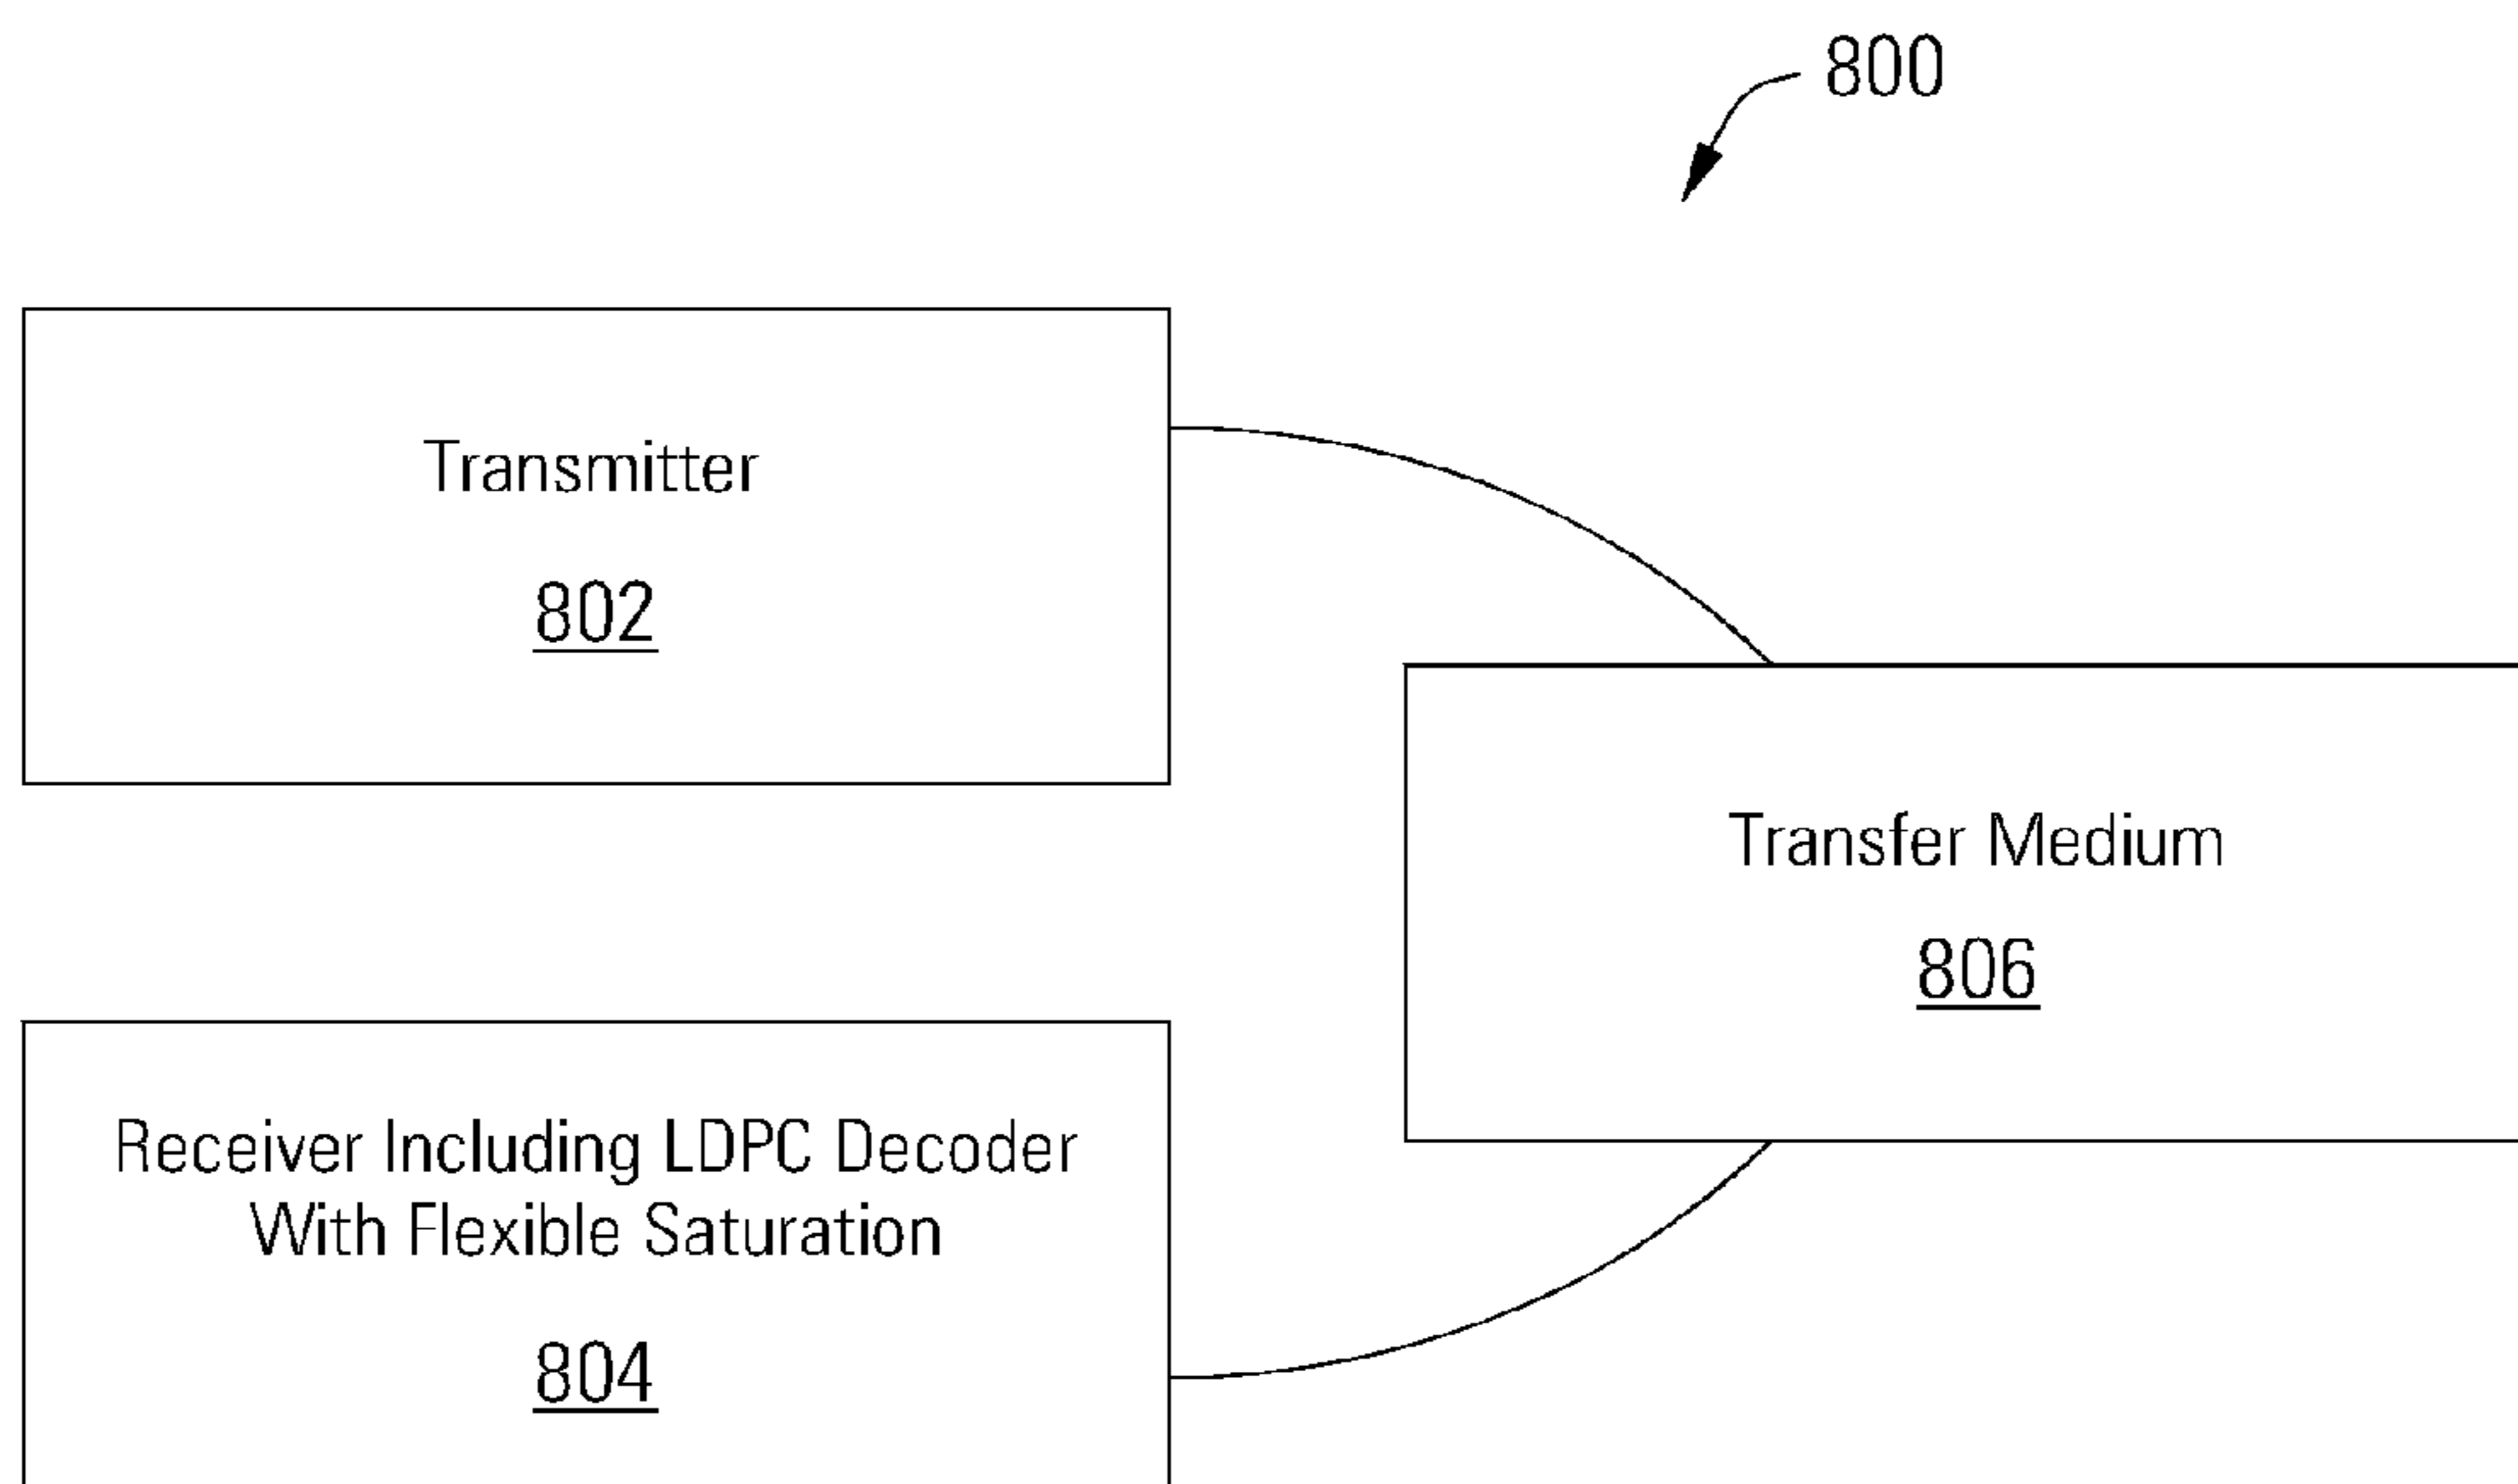 800
Transmitter
802
Transfer Medium
806
Receiver Including LDPC Decoder
With Flexible Saturation
804